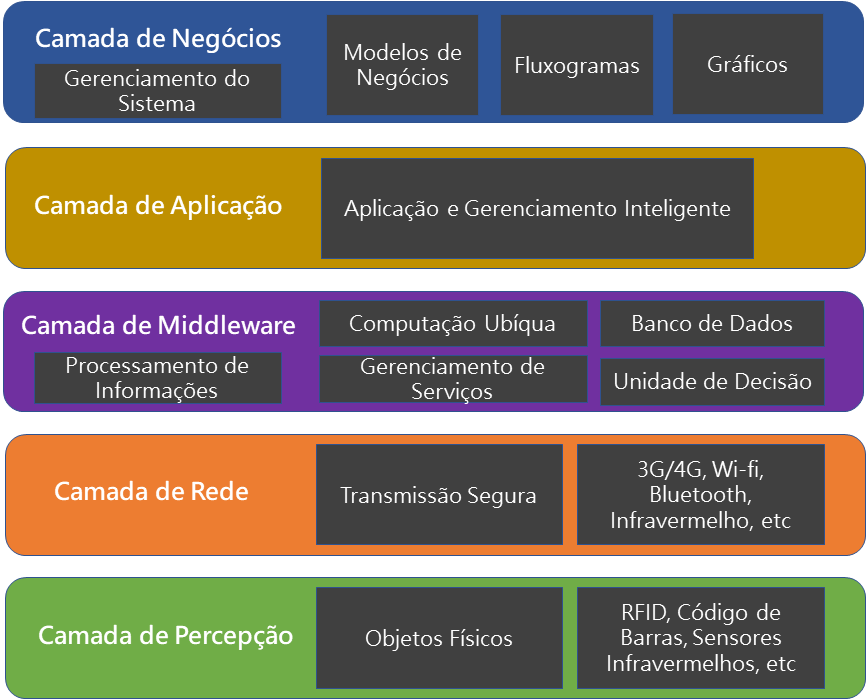 Camada de Negócios
Gerenciamento do
Sistema
Modelos de
Negócios
Fluxogramas
Gráficos
Camada de Aplicação
Aplicação e Gerenciamento Inteligente
Camada de Middleware
Processamento de
Informações
Computação Ubíqua
Banco de Dados
Gerenciamento de
Serviços
Unidade de Decisão
Camada de Rede
Transmissão Segura
3G/4G, Wi-fi,
Bluetooth,
Infravermelho, etc
Camada de Percepção
Objetos Físicos
RFID, Código de
Barras, Sensores
Infravermelhos, etc